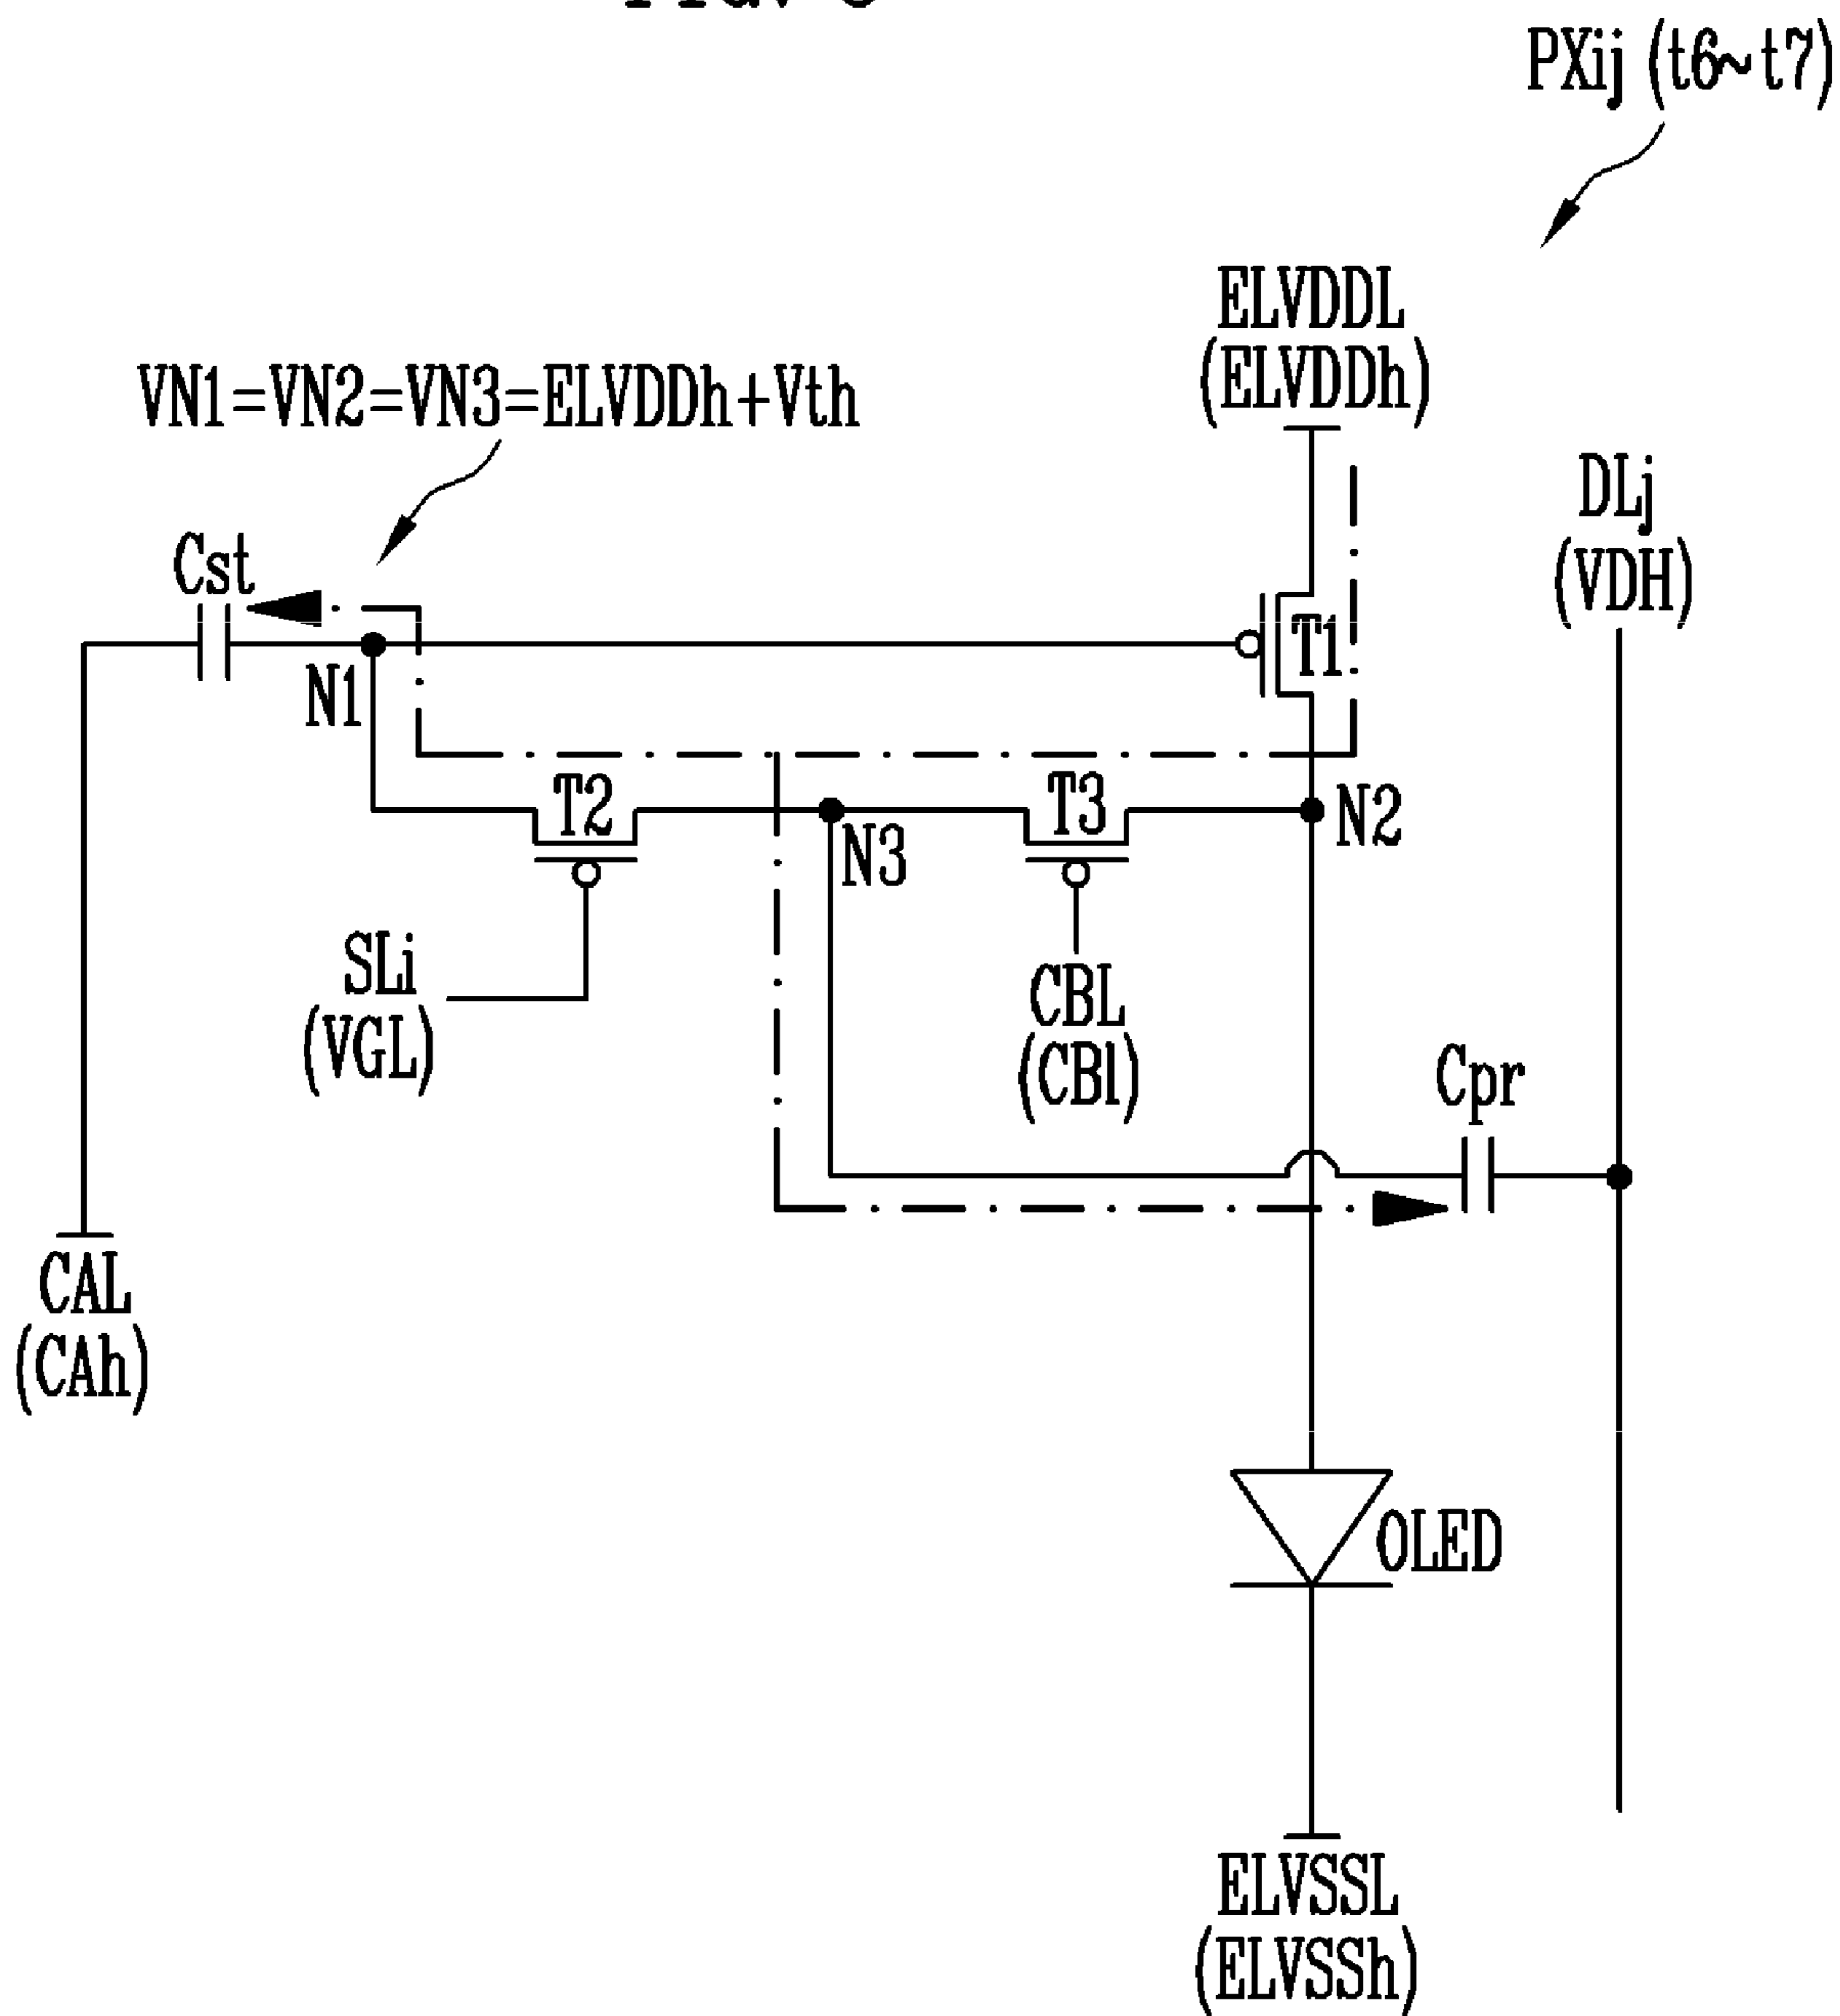 PXij (t6~t7)
ELVDDL
(ELVDDh)
VN1=VN2=VN3=ELVDDh+Vth
DLj
(VDH)
Cst
T1
N1
T2
T3
N2
N3
SLi
(VGL)
CBL
(CBl)
Cpr
CAL
(CAh)
OLED
ELVSSL
(ELVSSh)